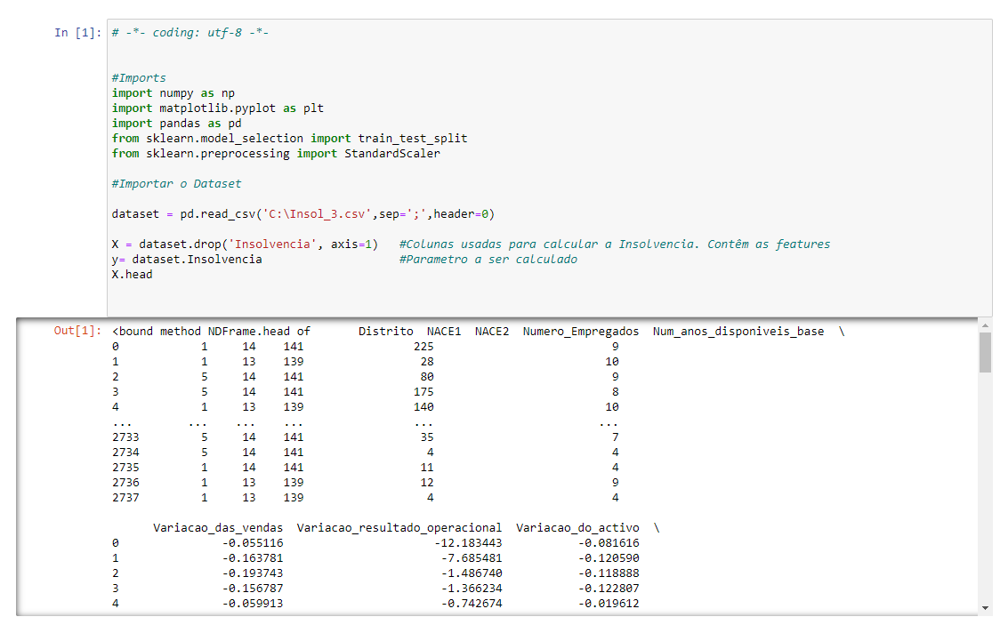 In [1]: # -*- coding: utf-8 -*-
#Imports
import numpy as np
import matplotlib.pyplot as plt
import pandas as pd
from sklearn.model_selection import train_test_split
from sklearn.preprocessing import StandardScaler
#Importar o Dataset
dataset = pd.read_csv('C:\Insol_3.csv',sep=';',header=0)
X = dataset.drop('Insolvencia', axis=1)   #Colunas usadas para calcular a Insolvencia. Contêm as features
y= dataset.Insolvencia                    #Parametro a ser calculado
X.head
Out[1]: <bound method NDFrame.head of       Distrito  NACE1  NACE2  Numero_Empregados  Num_anos_disponiveis_base  \
0            1     14    141                225                          9
1            1     13    139                 28                         10
2            5     14    141                 80                          9
3            5     14    141                175                          8
4            1     13    139                140                         10
...        ...    ...    ...                ...                        ...
2733         5     14    141                 35                          7
2734         5     14    141                  4                          4
2735         1     14    141                 11                          4
2736         1     13    139                 12                          9
2737         1     13    139                  4                          4
Variacao_das_vendas  Variacao_resultado_operacional  Variacao_do_activo  \
0               -0.055116                      -12.183443           -0.081616
1               -0.163781                       -7.685481           -0.120590
2               -0.193743                       -1.486740           -0.118888
3               -0.156787                       -1.366234           -0.122807
4               -0.059913                       -0.742674           -0.019612